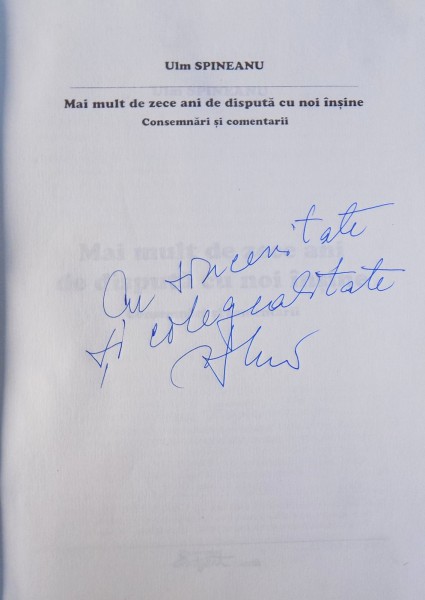 Ulm SPINEANU
Mai mult de zece ani de dispută cu noi înșine
Consemnări și comentarii
Cu sinceritate
și colegialitate